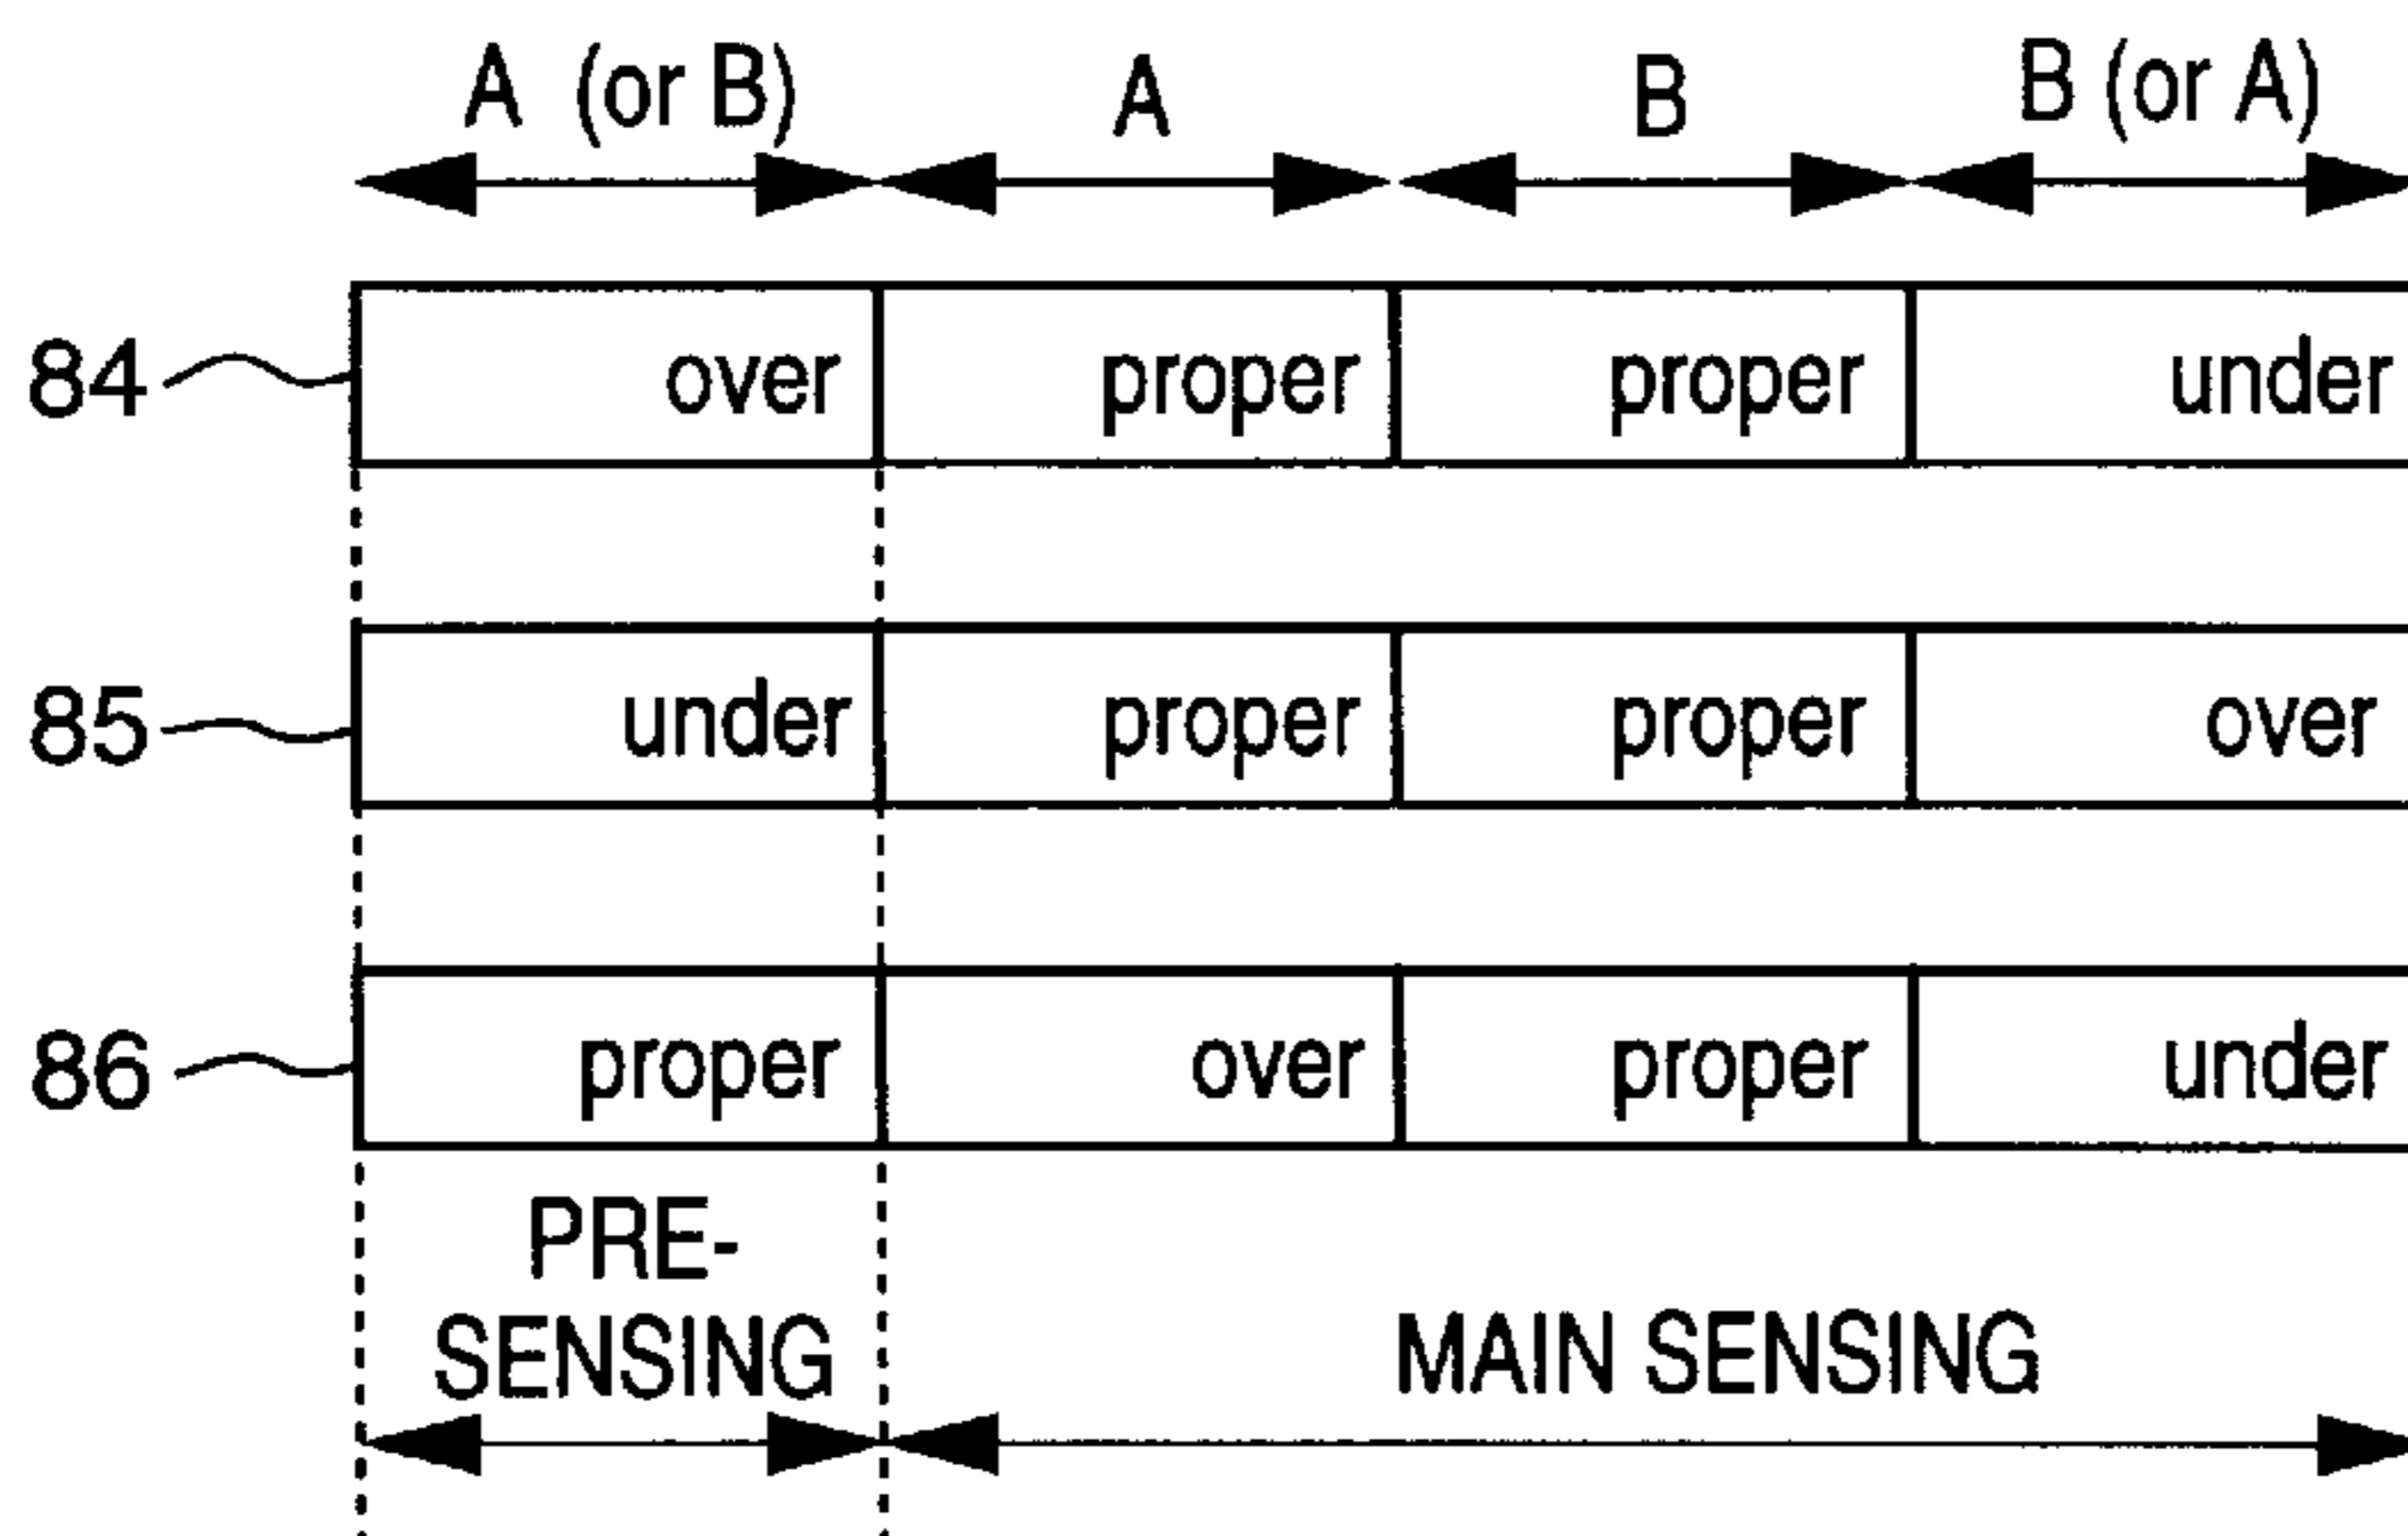 A (or B) A B B (or A)
84 over proper proper under
85 under proper proper over
86 proper over proper under
PRE-
SENSING MAIN SENSING